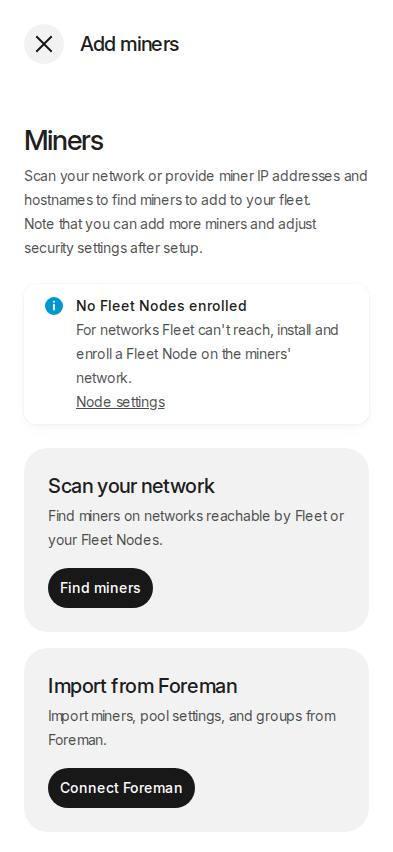 Add miners
Miners
Scan your network or provide miner IP addresses and
hostnames to find miners to add to your fleet.
Note that you can add more miners and adjust
security settings after setup.
No Fleet Nodes enrolled
For networks Fleet can't reach, install and
enroll a Fleet Node on the miners'
network.
Node settings
Scan your network
Find miners on networks reachable by Fleet or
your Fleet Nodes.
Find miners
Import from Foreman
Import miners, pool settings, and groups from
Foreman.
Connect Foreman